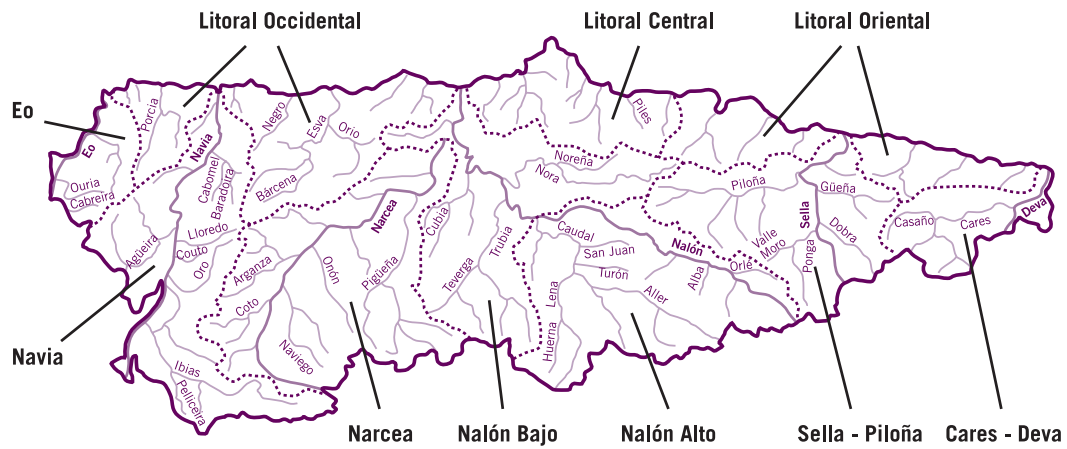 Litoral Occidental
Litoral Central
Litoral Oriental
Eo
Navia
Narcea
Nalón Bajo
Nalón Alto
Sella - Piloña
Cares - Deva
Eo
Porcía
Navia
Negro
Esva
Orio
Piles
Ouria
Cabreira
Cabornel
Baradoira
Bárcena
Noreña
Nora
Piloña
Güeña
Sella
Casaño
Cares
Deva
Agüeira
Lloredo
Couto
Oro
Narcea
Cubia
Trubia
Teverga
Caudal
San Juan
Turón
Nalón
Valle
Moro
Orlé
Ponga
Dobra
Arganza
Onón
Pigüeña
Coto
Naviego
Lena
Huerna
Aller
Alba
Ibias
Pelliceira